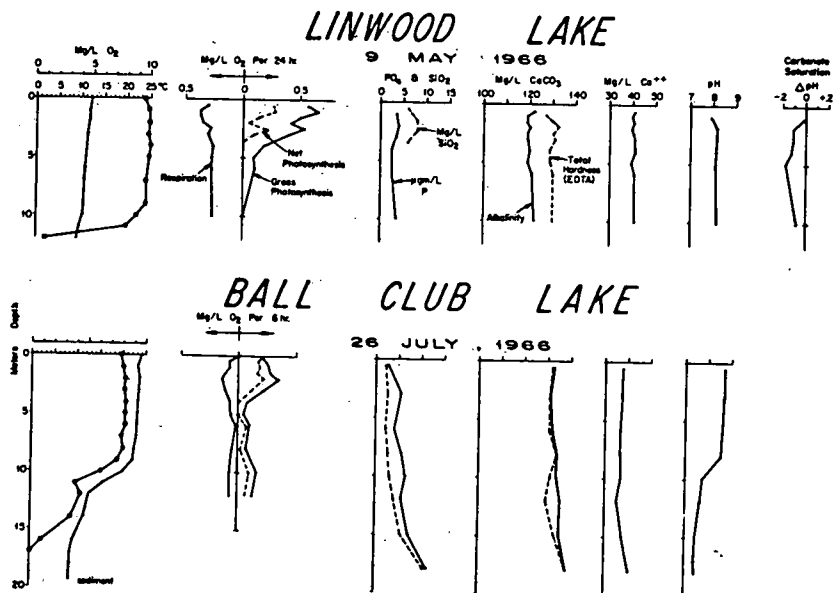 LINWOOD LAKE
9 MAY 1966
Mg/L O₂
0 5 10
0 5 10 15 20 25°C
0
5
10
Mg/L O₂ Per 24 hr.
0.5 0 0.5
Respiration
Net Photosynthesis
Gross Photosynthesis
PO₄ & SiO₂
0 5 10 15
Mg/L SiO₂
µgm/L P
Mg/L CaCO₃
100 120 140
Total Hardness (EDTA)
Alkalinity
Mg/L Ca⁺⁺
30 40 50
pH
7 8 9
Carbonate Saturation
Δ pH
-2 0 +2
BALL CLUB LAKE
26 JULY, 1966
Meters Depth
0
5
10
15
20
sediment
Mg/L O₂ Per 6 hr.